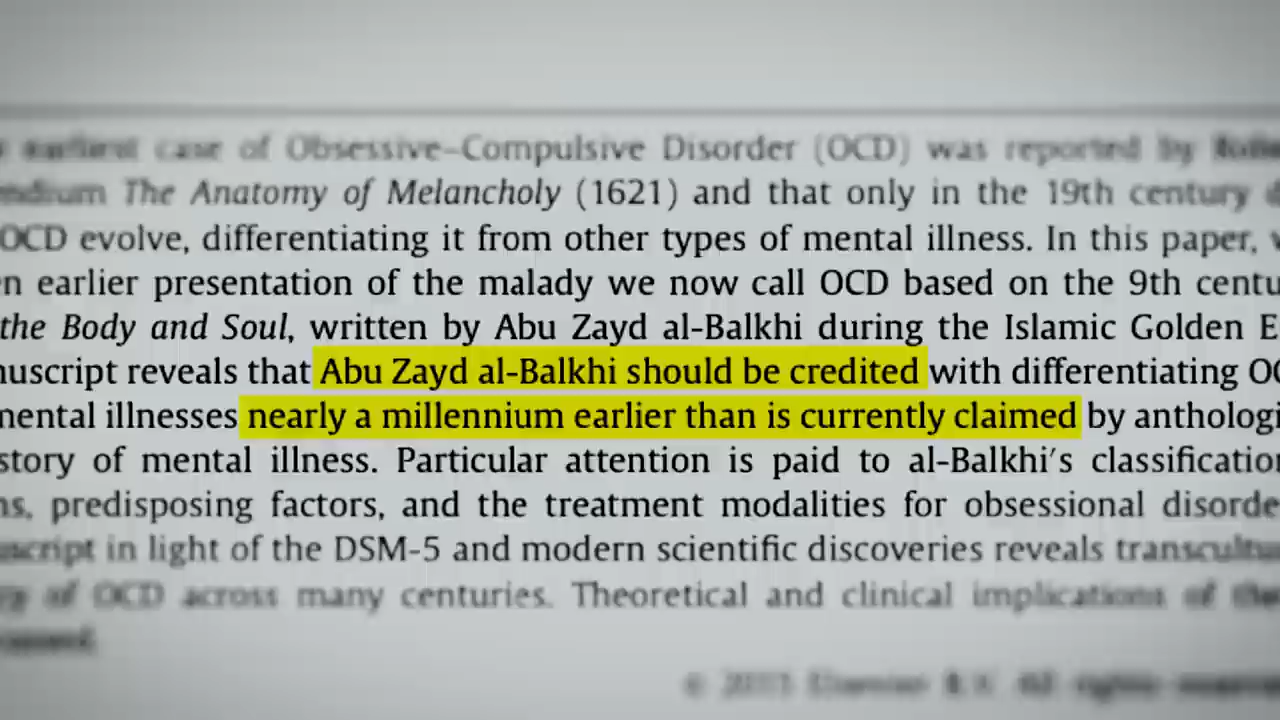 earliest case of Obsessive–Compulsive Disorder (OCD) was reported by
The Anatomy of Melancholy (1621) and that only in the 19th century
OCD evolve, differentiating it from other types of mental illness. In this paper,
earlier presentation of the malady we now call OCD based on the 9th
the Body and Soul, written by Abu Zayd al-Balkhi during the Islamic Golden
reveals that Abu Zayd al-Balkhi should be credited with differentiating
mental illnesses nearly a millennium earlier than is currently claimed by
of mental illness. Particular attention is paid to al-Balkhi's
predisposing factors, and the treatment modalities for obsessional
in light of the DSM-5 and modern scientific discoveries reveals
of OCD across many centuries. Theoretical and clinical implications of
© Elsevier B.V. All rights